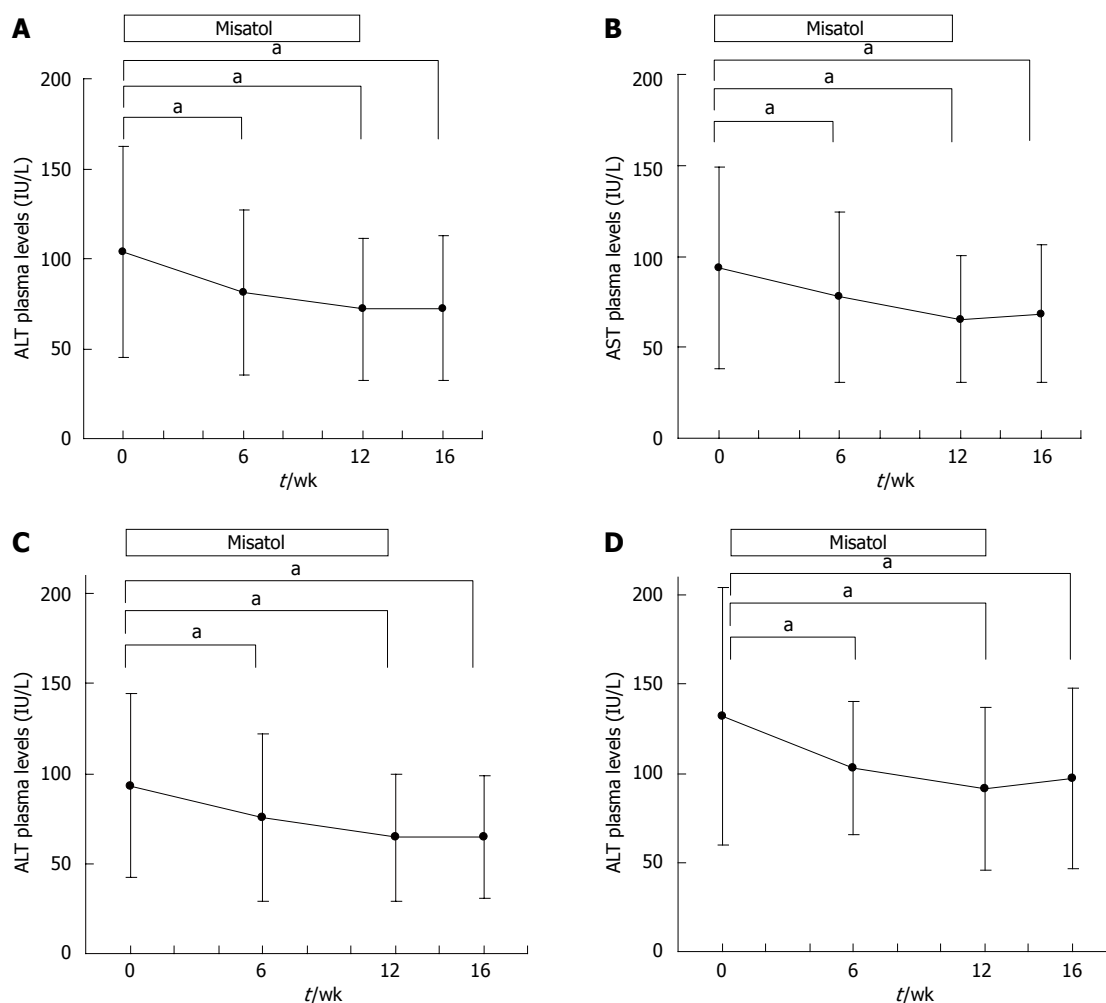 A
Misatol
a
a
a
200
150
100
50
0
ALT plasma levels (IU/L)
0 6 12 16
t/wk
B
Misatol
a
a
a
200
150
100
50
0
AST plasma levels (IU/L)
0 6 12 16
t/wk
C
Misatol
a
a
a
200
150
100
50
0
ALT plasma levels (IU/L)
0 6 12 16
t/wk
D
Misatol
a
a
a
200
150
100
50
0
ALT plasma levels (IU/L)
0 6 12 16
t/wk